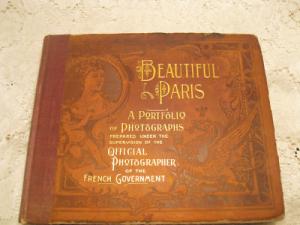 BEAUTIFUL
PARIS
A PORTFOLIO
OF PHOTOGRAPHS
PREPARED UNDER THE
SUPERVISION OF THE
OFFICIAL
PHOTOGRAPHER
OF THE
FRENCH GOVERNMENT